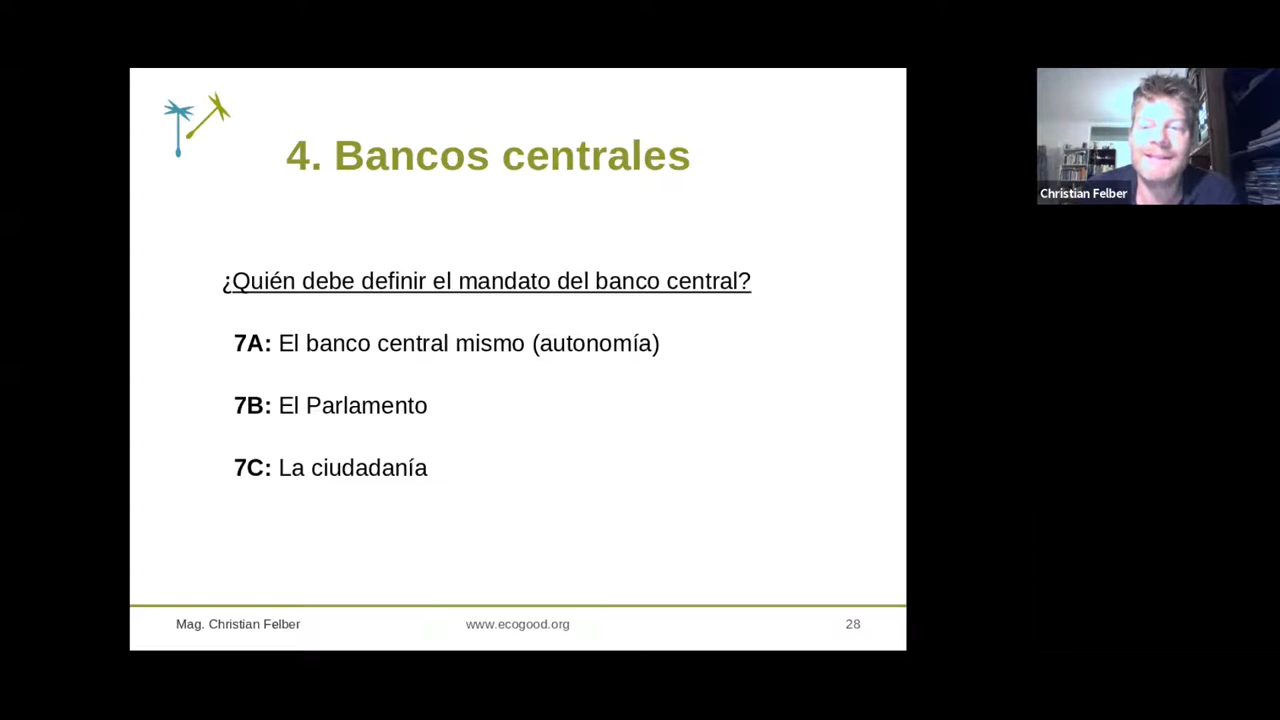 4. Bancos centrales
Christian Felber
¿Quién debe definir el mandato del banco central?
7A: El banco central mismo (autonomía)
7B: El Parlamento
7C: La ciudadanía
Mag. Christian Felber
www.ecogood.org
28